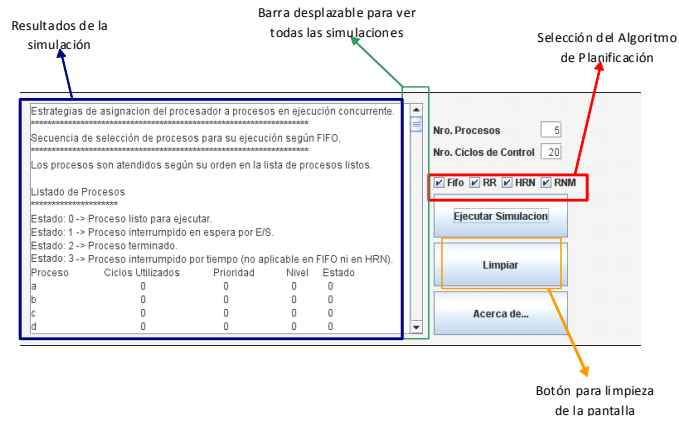 Resultados de la
simulación
Barra desplazable para ver
todas las simulaciones
Selección del Algoritmo
de Planificación
Estrategias de asignacion del procesador a procesos en ejecución concurrente.
*******************************************************************
Secuencia de selección de procesos para su ejecución según FIFO.
*******************************************************************
Los procesos son atendidos según su orden en la lista de procesos listos.
Listado de Procesos
*********************
Estado: 0 -> Proceso listo para ejecutar.
Estado: 1 -> Proceso interrumpido en espera por E/S.
Estado: 2 -> Proceso terminado.
Estado: 3 -> Proceso interrumpido por tiempo (no aplicable en FIFO ni en HRN).
Proceso Ciclos Utilizados Prioridad Nivel Estado
a 0 0 0 0
b 0 0 0 0
c 0 0 0 0
d 0 0 0 0
Nro. Procesos 5
Nro. Ciclos de Control 20
Fifo RR HRN RNM
Ejecutar Simulacion
Limpiar
Acerca de...
Botón para limpieza
de la pantalla